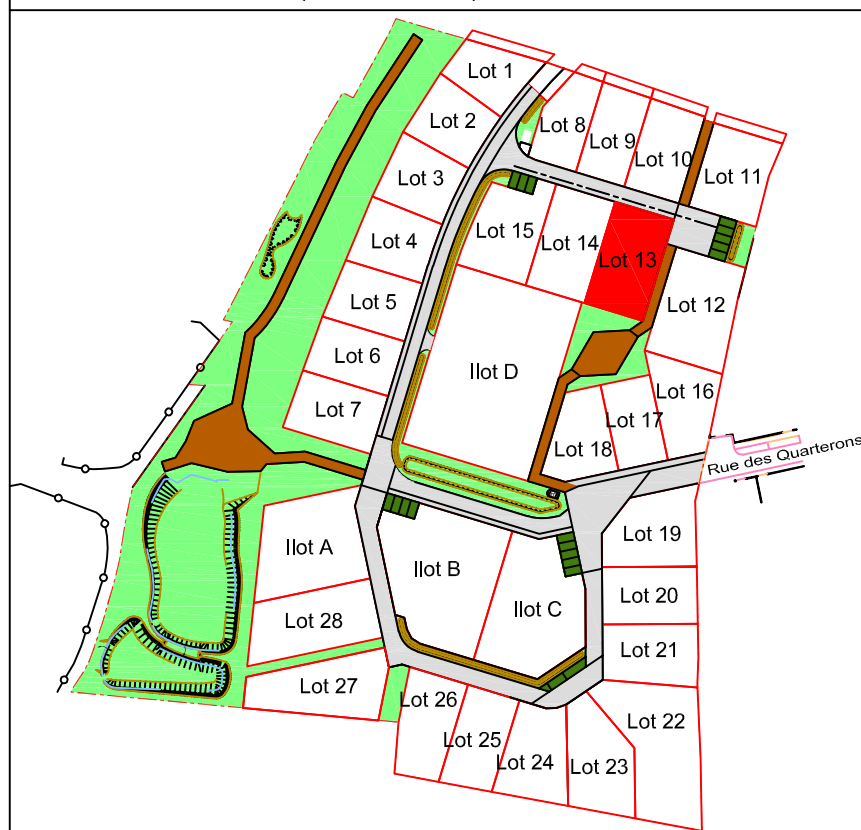 Lot 1
Lot 2
Lot 8
Lot 9
Lot 10
Lot 11
Lot 3
Lot 4
Lot 15
Lot 14
Lot 13
Lot 5
Lot 12
Lot 6
Ilot D
Lot 7
Lot 16
Lot 17
Lot 18
Rue des Quarterons
Ilot A
Lot 19
Ilot B
Lot 20
Ilot C
Lot 28
Lot 21
Lot 27
Lot 26
Lot 22
Lot 25
Lot 24
Lot 23